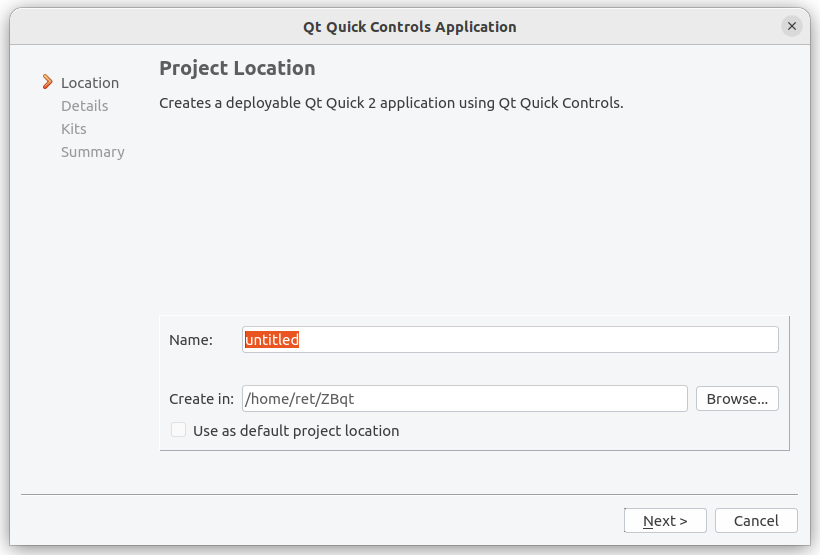 Qt Quick Controls Application
Location
Details
Kits
Summary
Project Location
Creates a deployable Qt Quick 2 application using Qt Quick Controls.
Name: untitled
Create in: /home/ret/ZBqt Browse...
Use as default project location
Next > Cancel